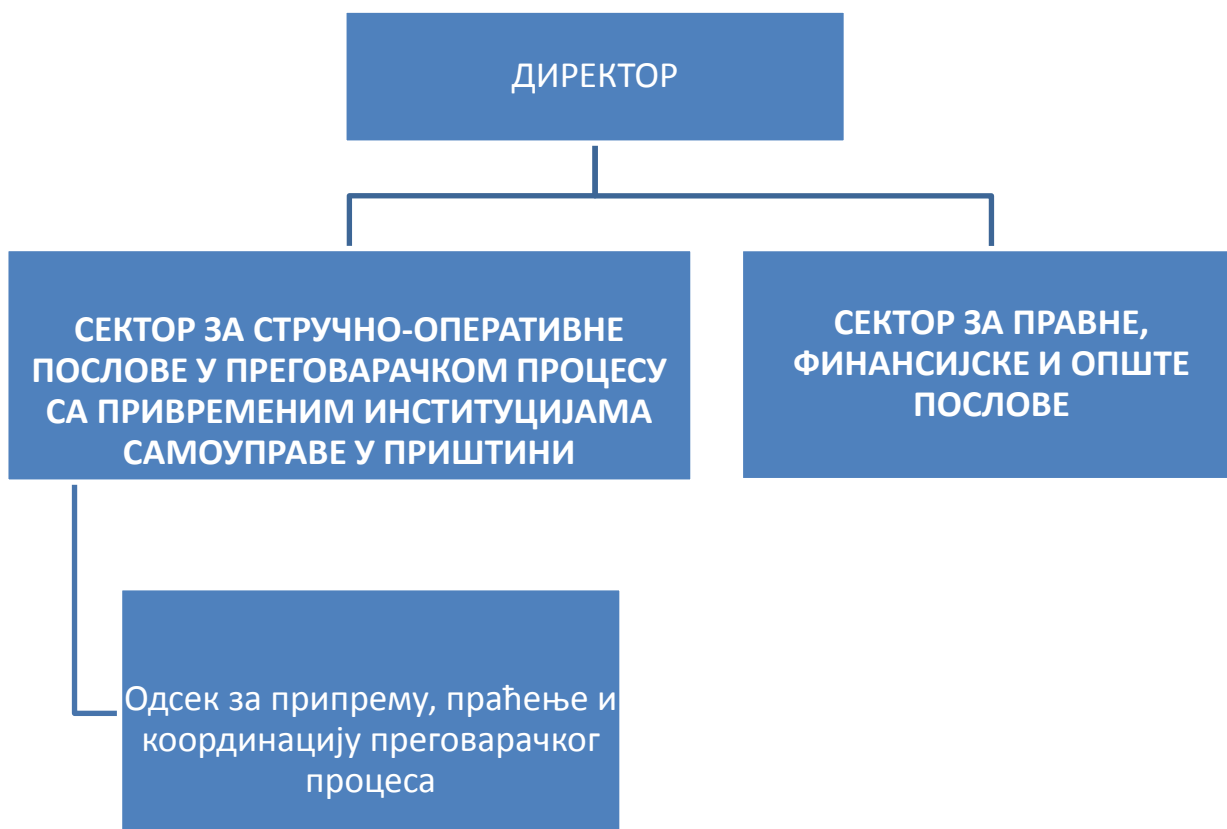 ДИРЕКТОР
СЕКТОР ЗА СТРУЧНО-ОПЕРАТИВНЕ
ПОСЛОВЕ У ПРЕГОВАРАЧКОМ ПРОЦЕСУ
СА ПРИВРЕМЕНИМ ИНСТИТУЦИЈАМА
САМОУПРАВЕ У ПРИШТИНИ
СЕКТОР ЗА ПРАВНЕ,
ФИНАНСИЈСКЕ И ОПШТЕ
ПОСЛОВЕ
Одсек за припрему, праћење и
координацију преговарачког
процеса